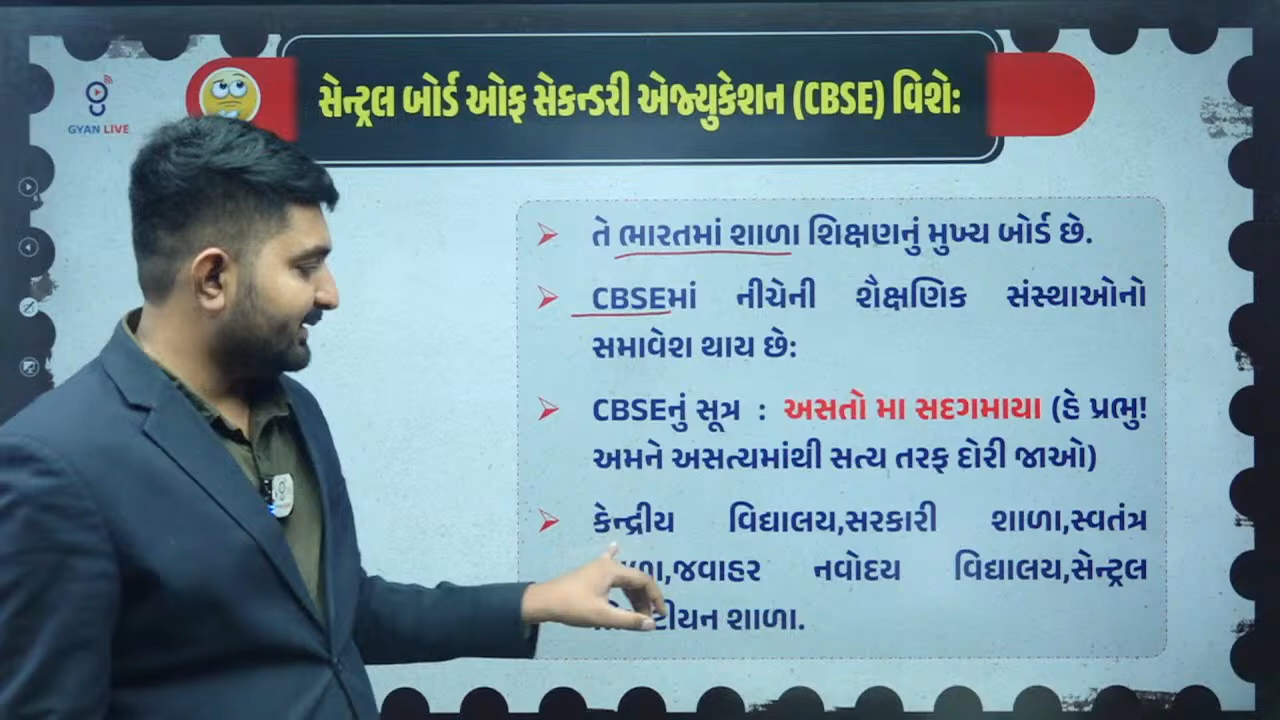 GYAN LIVE
સેન્ટ્રલ બોર્ડ ઓફ સેકન્ડરી એજ્યુકેશન (CBSE) વિશે:
તે ભારતમાં શાળા શિક્ષણનું મુખ્ય બોર્ડ છે.
CBSEમાં નીચેની શૈક્ષણિક સંસ્થાઓનો
સમાવેશ થાય છે:
CBSEનું સૂત્ર : અસતો મા સદગમાયા (હે પ્રભુ!
અમને અસત્યમાંથી સત્ય તરફ દોરી જાઓ)
કેન્દ્રીય વિદ્યાલય,સરકારી શાળા,સ્વતંત્ર
જવાહર નવોદય વિદ્યાલય,સેન્ટ્રલ
શાળા.